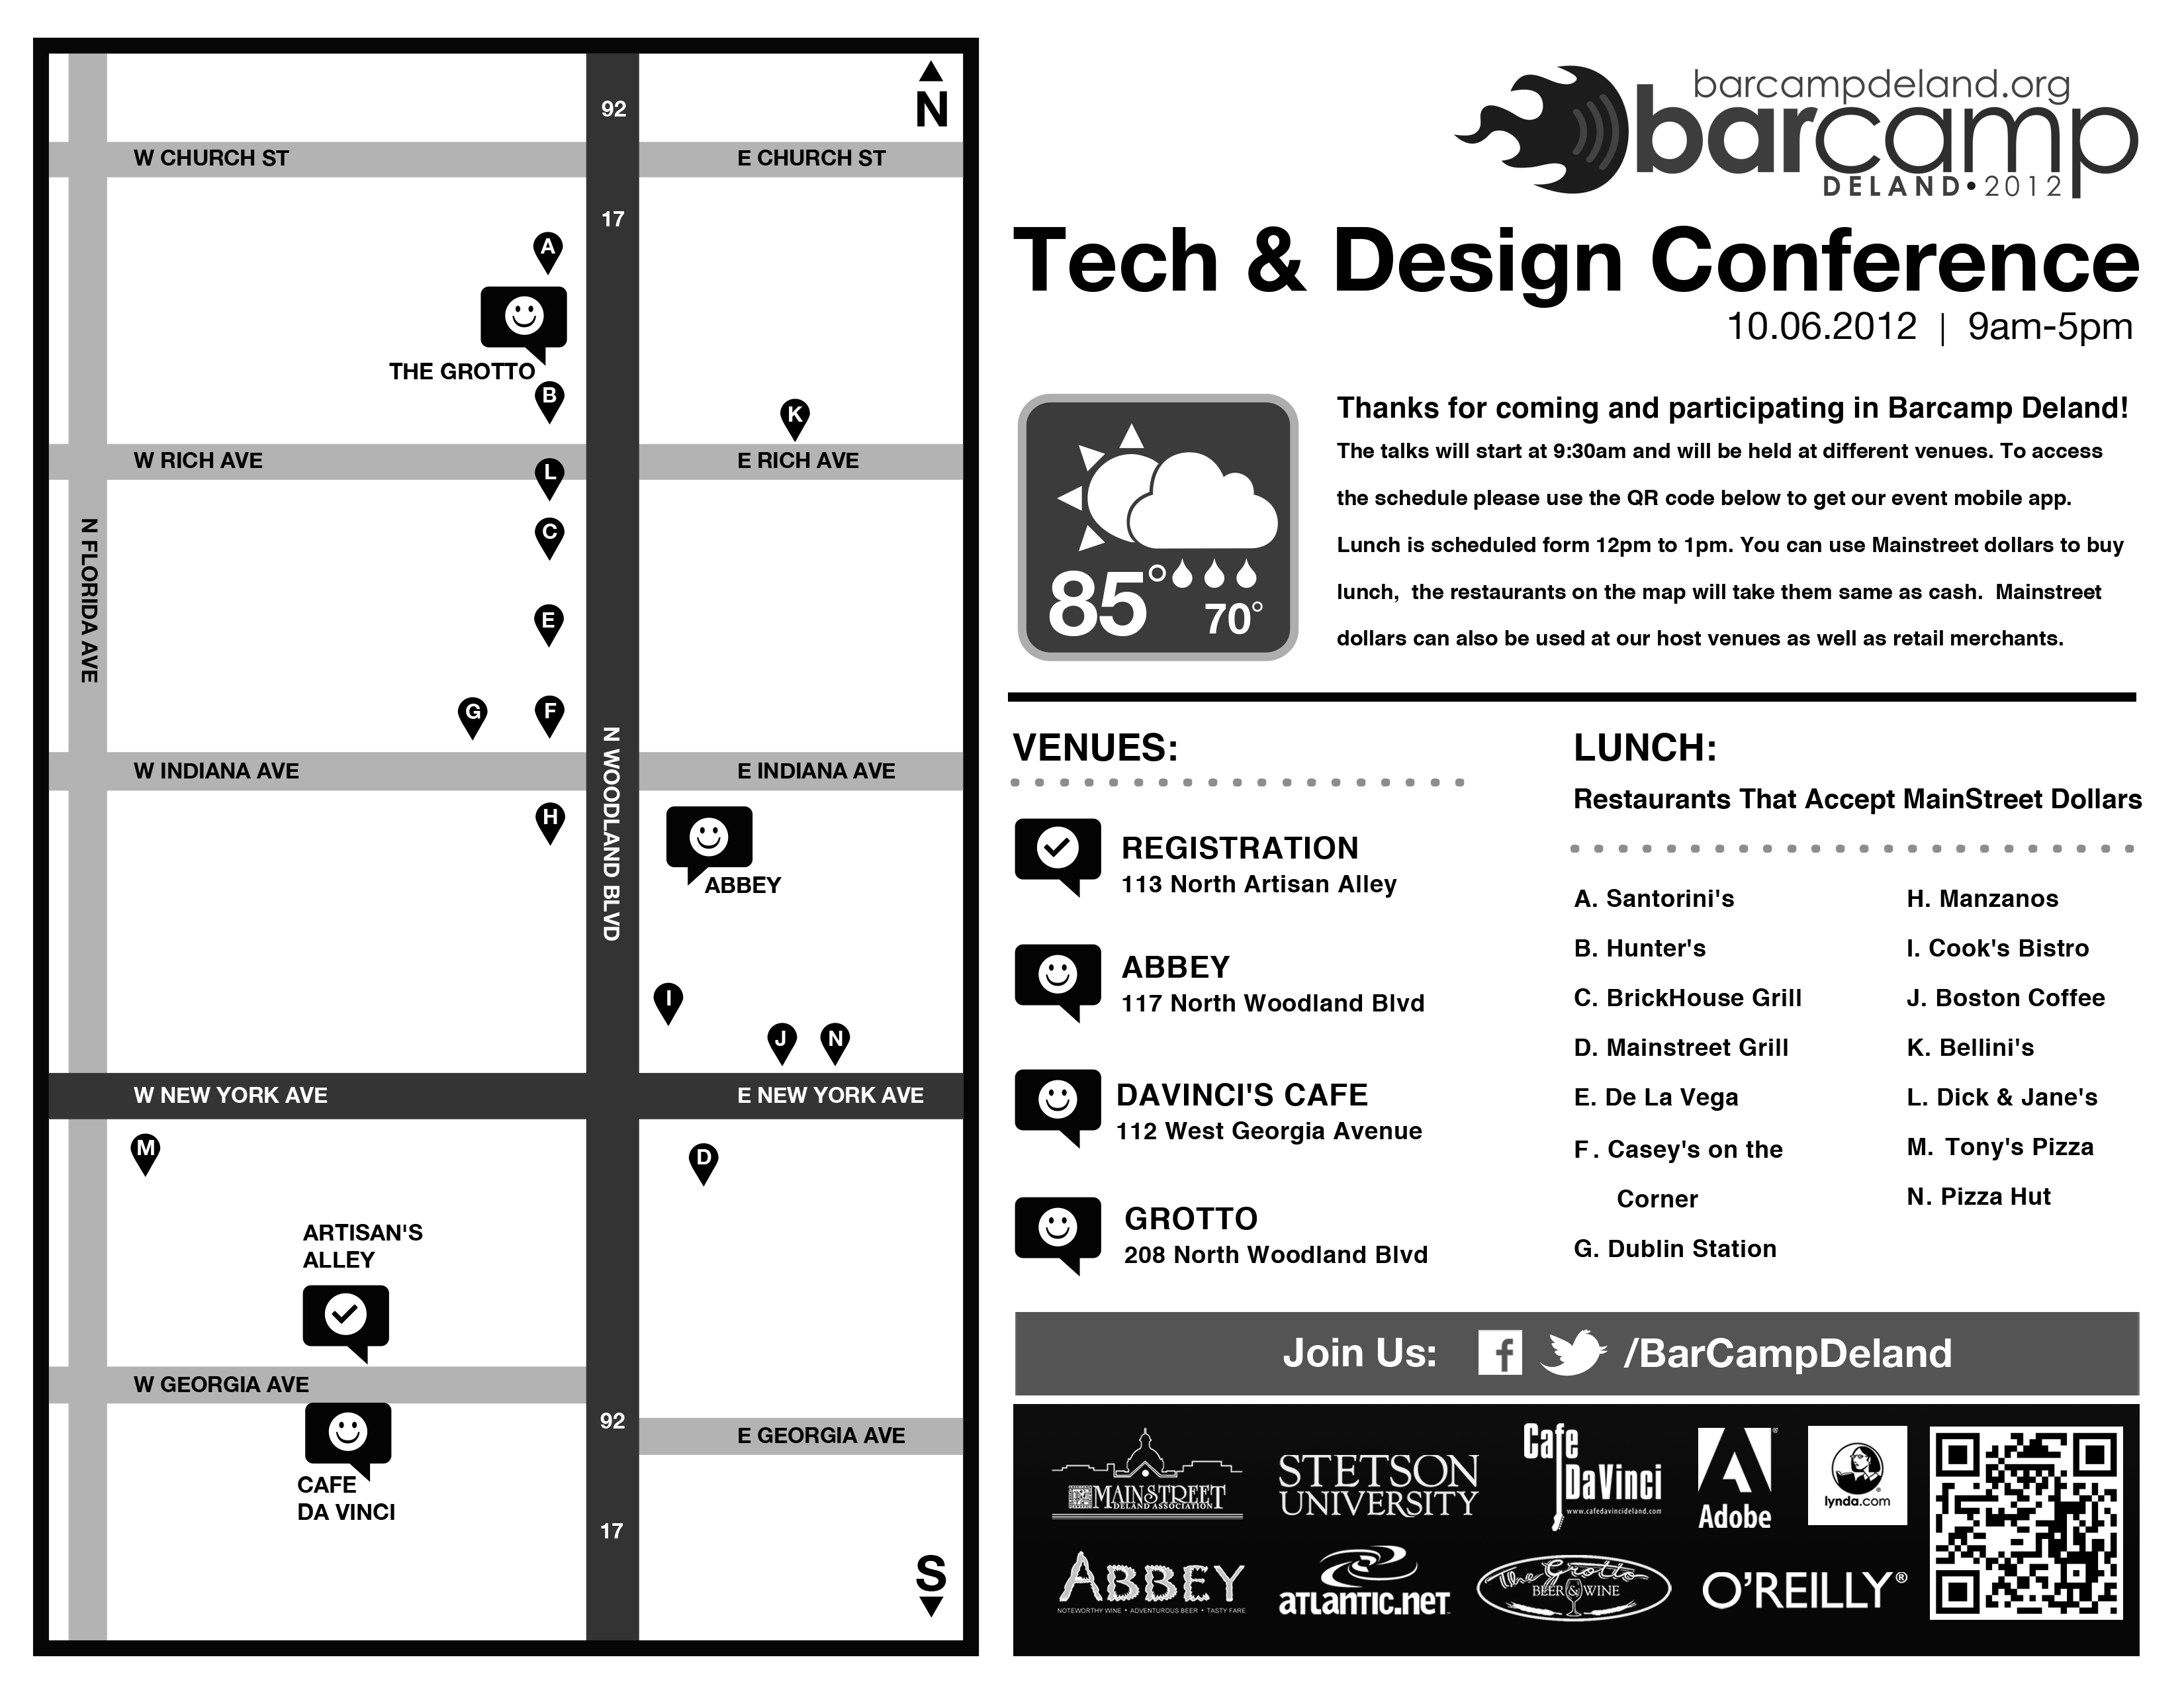 92
N
W CHURCH ST
E CHURCH ST
17
A
THE GROTTO
B
K
W RICH AVE
E RICH AVE
L
C
N FLORIDA AVE
E
G
F
W INDIANA AVE
E INDIANA AVE
N WOODLAND BLVD
H
ABBEY
I
J
N
W NEW YORK AVE
E NEW YORK AVE
M
D
ARTISAN'S
ALLEY
W GEORGIA AVE
92
E GEORGIA AVE
CAFE
DA VINCI
17
S
barcampdeland.org
barcamp
DELAND•2012
Tech & Design Conference
10.06.2012 | 9am-5pm
85° 70°
Thanks for coming and participating in Barcamp Deland!
The talks will start at 9:30am and will be held at different venues. To access
the schedule please use the QR code below to get our event mobile app.
Lunch is scheduled form 12pm to 1pm. You can use Mainstreet dollars to buy
lunch,  the restaurants on the map will take them same as cash.  Mainstreet
dollars can also be used at our host venues as well as retail merchants.
VENUES:
REGISTRATION
113 North Artisan Alley
ABBEY
117 North Woodland Blvd
DAVINCI'S CAFE
112 West Georgia Avenue
GROTTO
208 North Woodland Blvd
LUNCH:
Restaurants That Accept MainStreet Dollars
A. Santorini's
B. Hunter's
C. BrickHouse Grill
D. Mainstreet Grill
E. De La Vega
F. Casey's on the
Corner
G. Dublin Station
H. Manzanos
I. Cook's Bistro
J. Boston Coffee
K. Bellini's
L. Dick & Jane's
M. Tony's Pizza
N. Pizza Hut
Join Us: f /BarCampDeland
MAINSTREET
DELAND ASSOCIATION
STETSON
UNIVERSITY
Cafe
DaVinci
www.cafedavincideland.com
Adobe®
lynda.com
ABBEY
NOTEWORTHY WINE • ADVENTUROUS BEER • TASTY FARE
ATLANTIC.NET
The Grotto
BEER & WINE
O'REILLY®